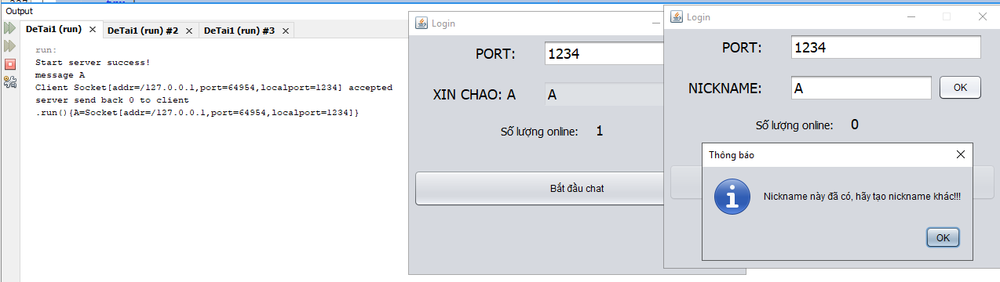 Output
DeTai1 (run) DeTai1 (run) #2 DeTai1 (run) #3
run:
Start server success!
message A
Client Socket[addr=/127.0.0.1,port=64954,localport=1234] accepted
server send back 0 to client
.run(){A=Socket[addr=/127.0.0.1,port=64954,localport=1234]}
Login
PORT: 1234
XIN CHAO: A A
Số lượng online: 1
Bắt đầu chat
Login
PORT: 1234
NICKNAME: A OK
Số lượng online: 0
Thông báo
Nickname này đã có, hãy tạo nickname khác!!!
OK